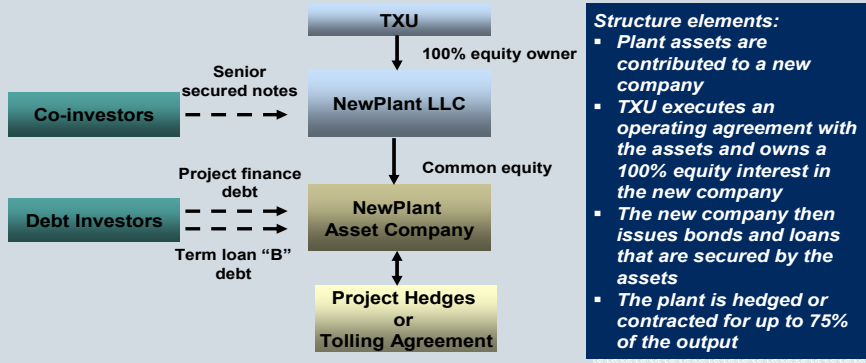 TXU
100% equity owner
Senior
secured notes
Co-investors
NewPlant LLC
Common equity
Project finance
debt
Debt Investors
NewPlant
Asset Company
Term loan “B”
debt
Project Hedges
or
Tolling Agreement
Structure elements:
▪ Plant assets are
contributed to a new
company
▪ TXU executes an
operating agreement with
the assets and owns a
100% equity interest in
the new company
▪ The new company then
issues bonds and loans
that are secured by the
assets
▪ The plant is hedged or
contracted for up to 75%
of the output